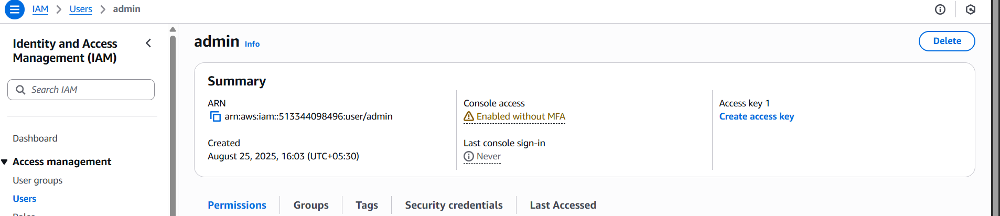 IAM > Users > admin
Identity and Access
Management (IAM)
Search IAM
Dashboard
Access management
User groups
Users
Roles
admin Info
Delete
Summary
ARN
arn:aws:iam::513344098496:user/admin
Created
August 25, 2025, 16:03 (UTC+05:30)
Console access
Enabled without MFA
Last console sign-in
Never
Access key 1
Create access key
Permissions
Groups
Tags
Security credentials
Last Accessed